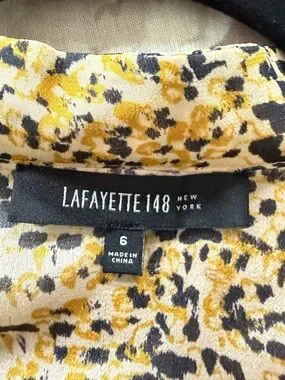 LAFAYETTE 148 NEW YORK
6
MADE IN
CHINA